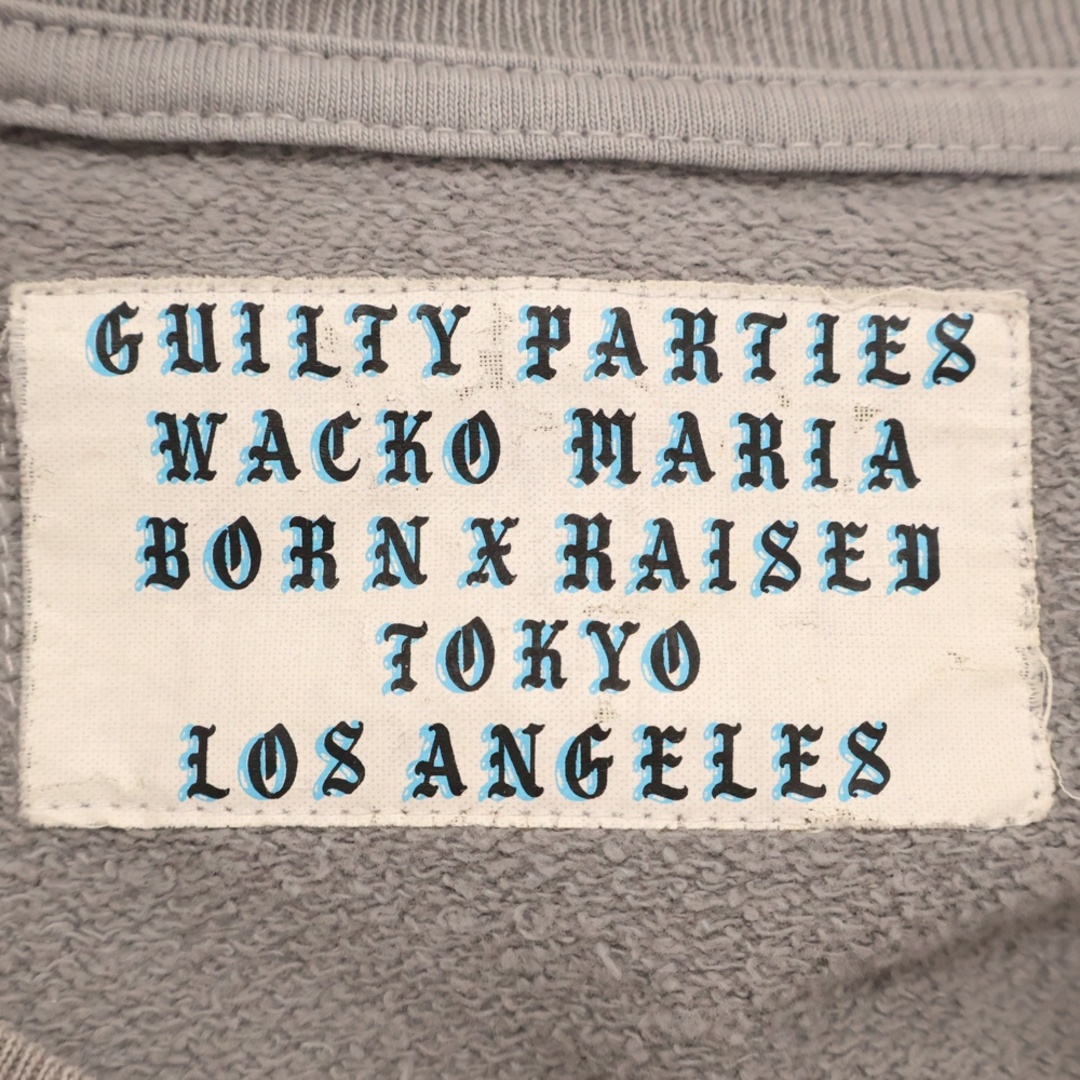 GUILTY PARTIES
WACKO MARIA
BORN X RAISED
TOKYO
LOS ANGELES